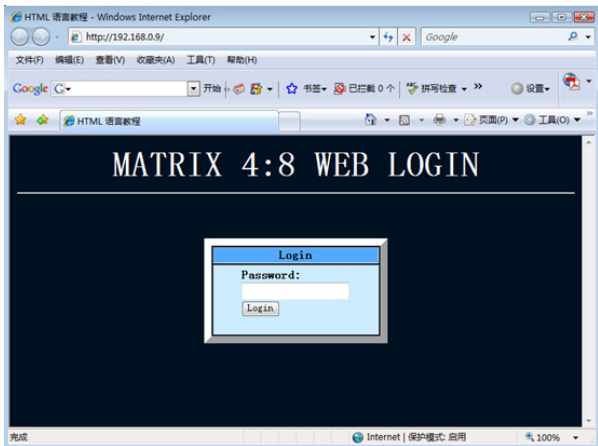 HTML 语言教程 - Windows Internet Explorer
http://192.168.0.9/
Google
文件(F) 编辑(E) 查看(V) 收藏夹(A) 工具(T) 帮助(H)
Google G 开始 书签 已拦截 0 个 ABC 拼写检查 » 设置
HTML 语言教程 页面(P) 工具(O) »
MATRIX 4:8 WEB LOGIN
Login
Password:
Login
完成 Internet | 保护模式: 启用 100%